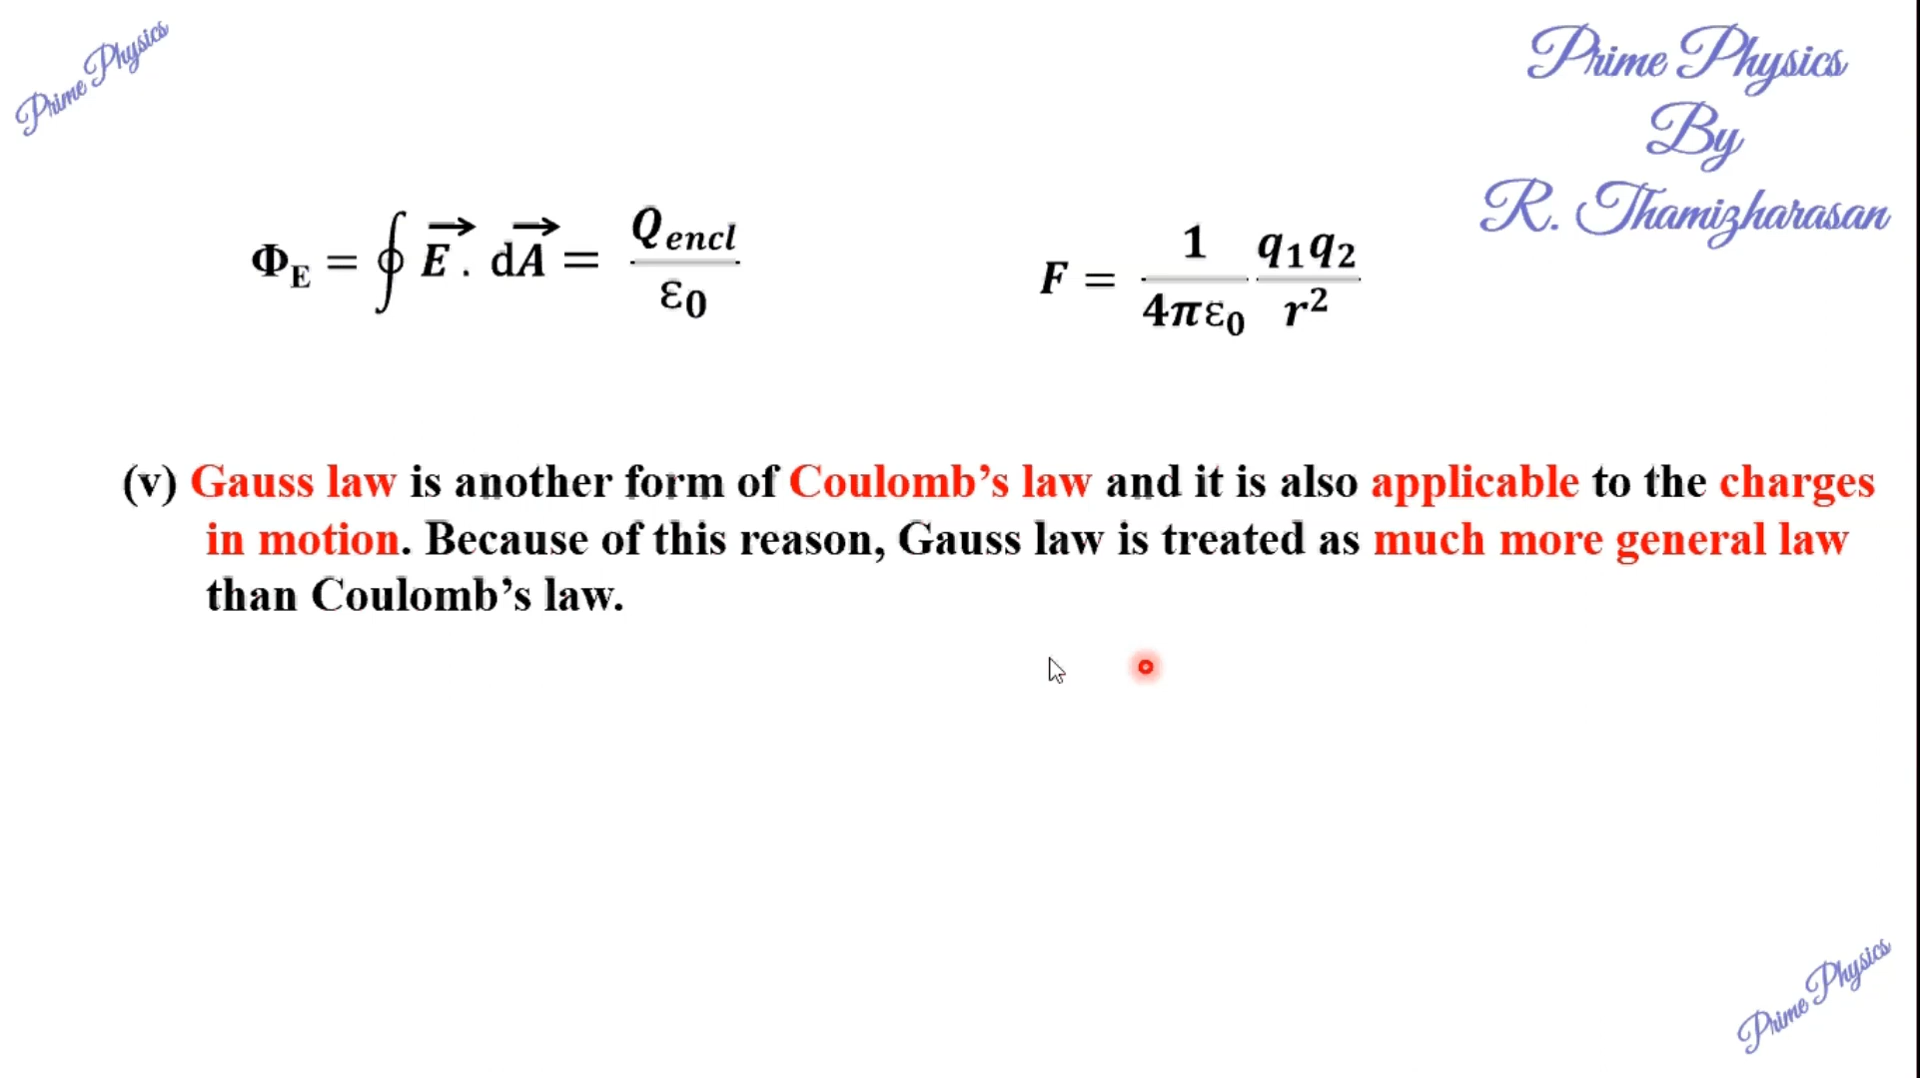 Prime Physics
Prime Physics
By
R. Thamizharasan
Φ_E = ∮ E⃗ . dA⃗ = Q_encl / ε₀
F = 1 / 4πε₀ q₁q₂ / r²
(v) Gauss law is another form of Coulomb’s law and it is also applicable to the charges
in motion. Because of this reason, Gauss law is treated as much more general law
than Coulomb’s law.
Prime Physics